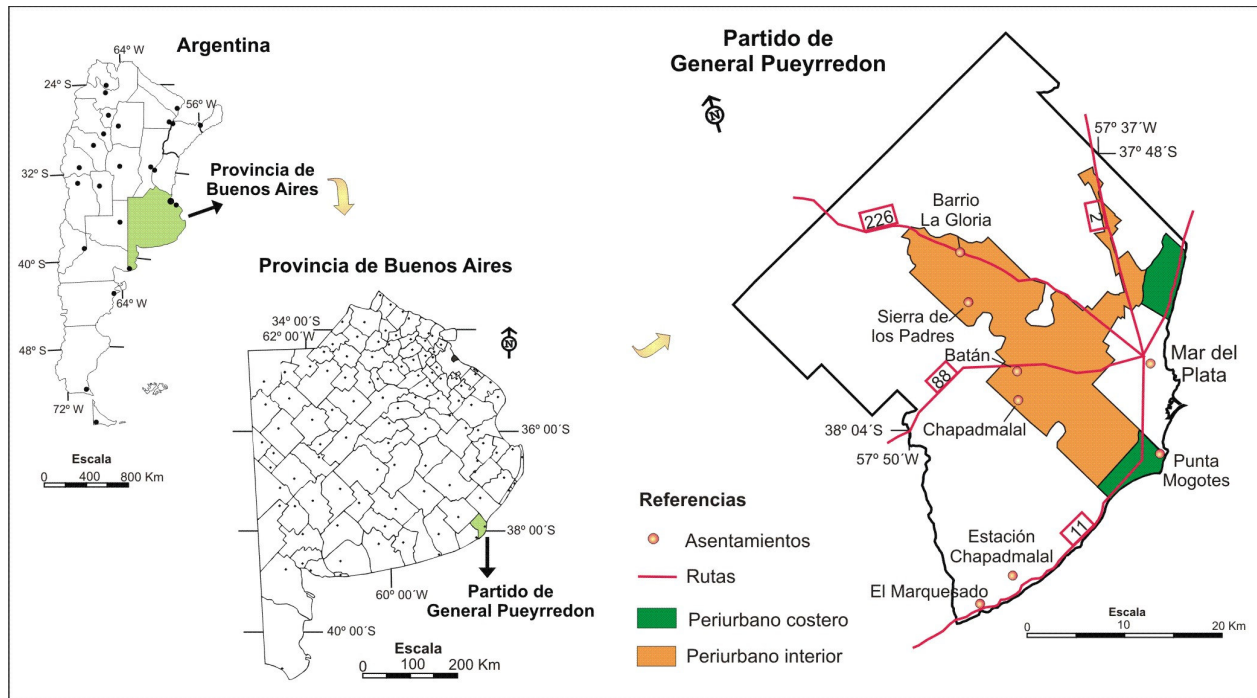 Argentina
64º W
24º S
56º W
32º S
Provincia de
Buenos Aires
40º S
64º W
48º S
72º W
Escala
0 400 800 Km
Provincia de Buenos Aires
34º 00´S
62º 00´W
N
36º 00´S
38º 00´S
60º 00´W
Partido de
General Pueyrredon
40º 00´S
Escala
0 100 200 Km
Partido de
General Pueyrredon
N
57º 37´W
37º 48´S
226
Barrio
La Gloria
2
Sierra de
los Padres
Batán
88
Mar del
Plata
Chapadmalal
38º 04´S
57º 50´W
Punta
Mogotes
11
Estación
Chapadmalal
El Marquesado
Referencias
Asentamientos
Rutas
Periurbano costero
Periurbano interior
Escala
0 10 20 Km